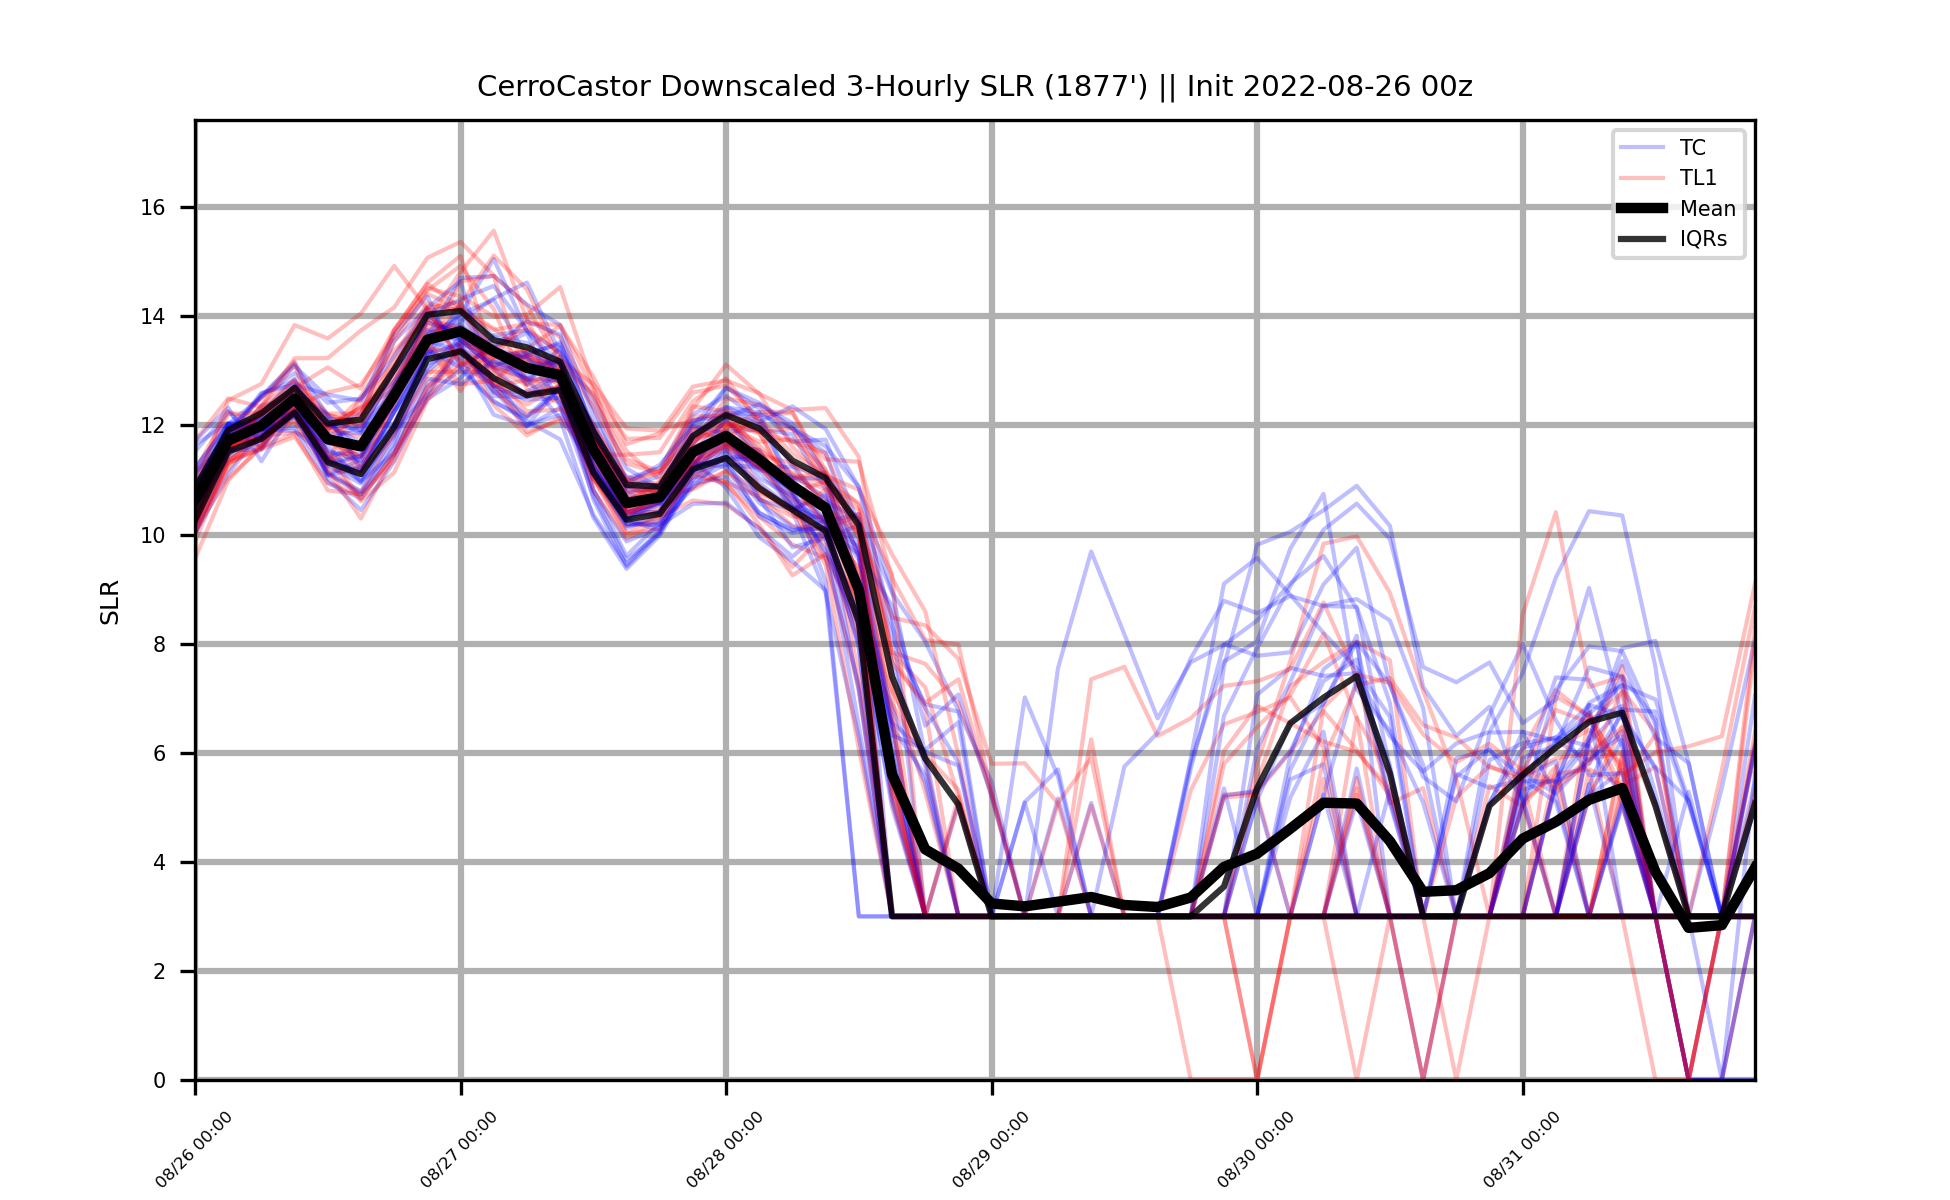 CerroCastor Downscaled 3-Hourly SLR (1877') || Init 2022-08-26 00z
TC
TL1
Mean
IQRs
SLR
16
14
12
10
8
6
4
2
0
08/26 00:00
08/27 00:00
08/28 00:00
08/29 00:00
08/30 00:00
08/31 00:00